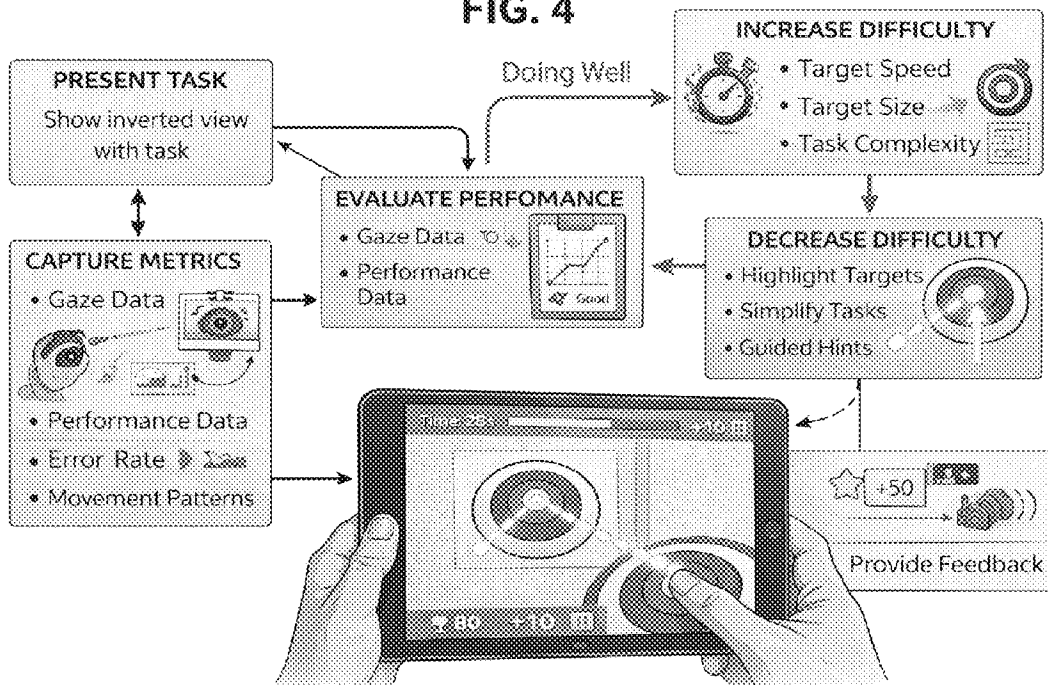 FIG. 4
PRESENT TASK
Show inverted view
with task
Doing Well
INCREASE DIFFICULTY
• Target Speed
• Target Size
• Task Complexity
EVALUATE PERFOMANCE
• Gaze Data
• Performance
Data
Good
DECREASE DIFFICULTY
• Highlight Targets
• Simplify Tasks
• Guided Hints
CAPTURE METRICS
• Gaze Data
• Performance Data
• Error Rate
• Movement Patterns
80 +10
+50
Provide Feedback